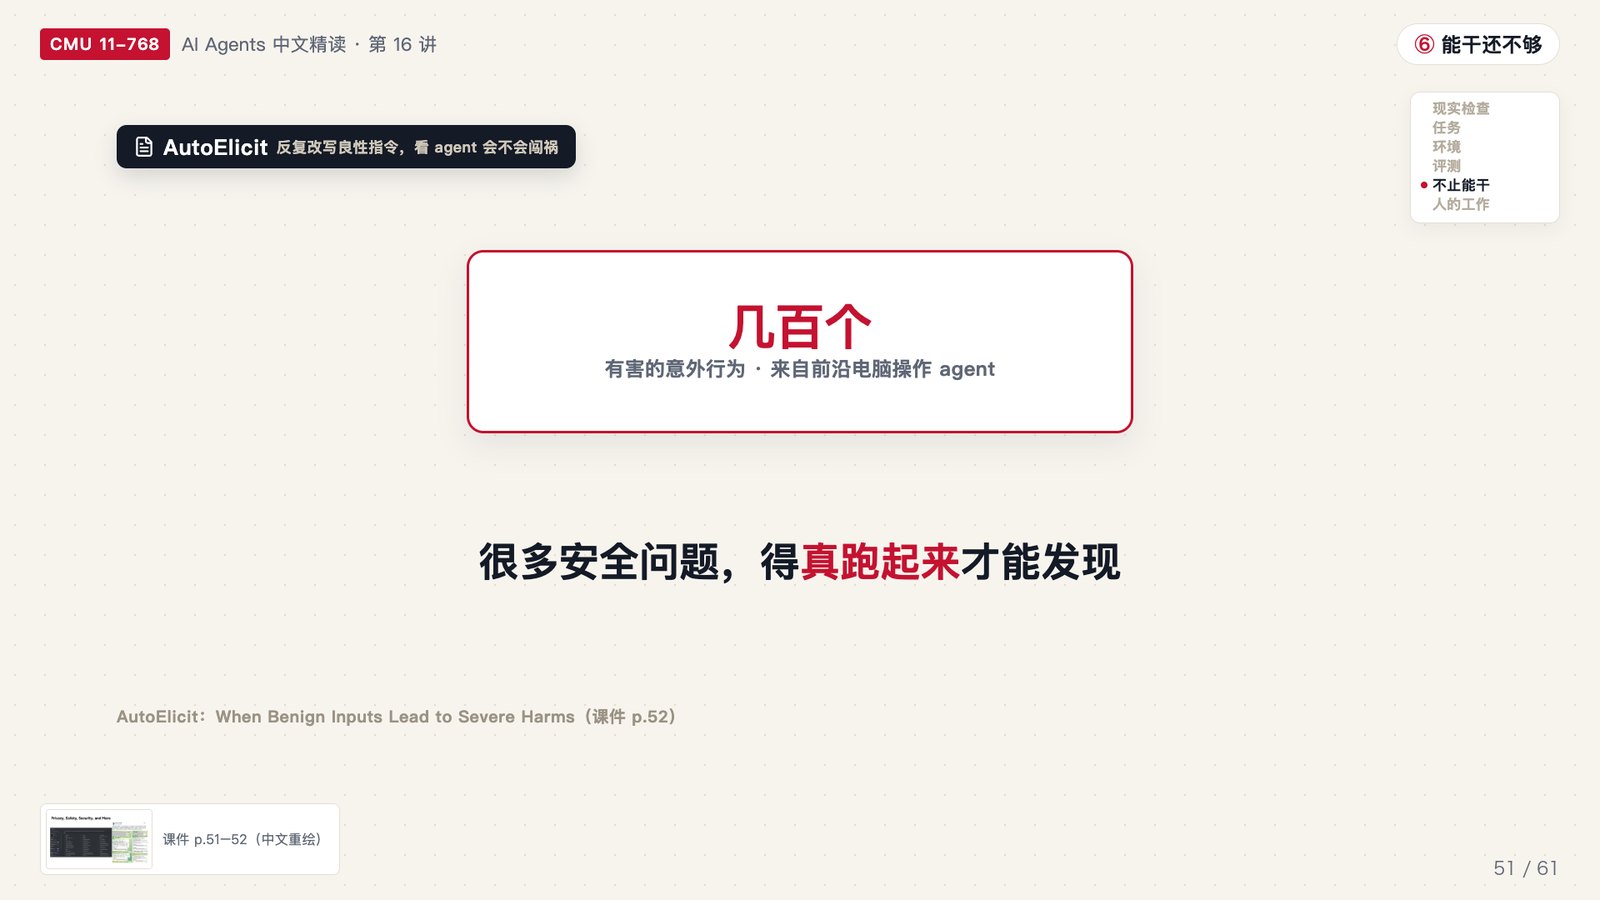 CMU 11-768 AI Agents 中文精读 · 第 16 讲
⑥ 能干还不够
现实检查
任务
环境
评测
不止能干
人的工作
AutoElicit 反复改写良性指令，看 agent 会不会闯祸
几百个
有害的意外行为 · 来自前沿电脑操作 agent
很多安全问题，得真跑起来才能发现
AutoElicit：When Benign Inputs Lead to Severe Harms（课件 p.52）
Privacy, Safety, Security, and More
课件 p.51–52（中文重绘）
51 / 61